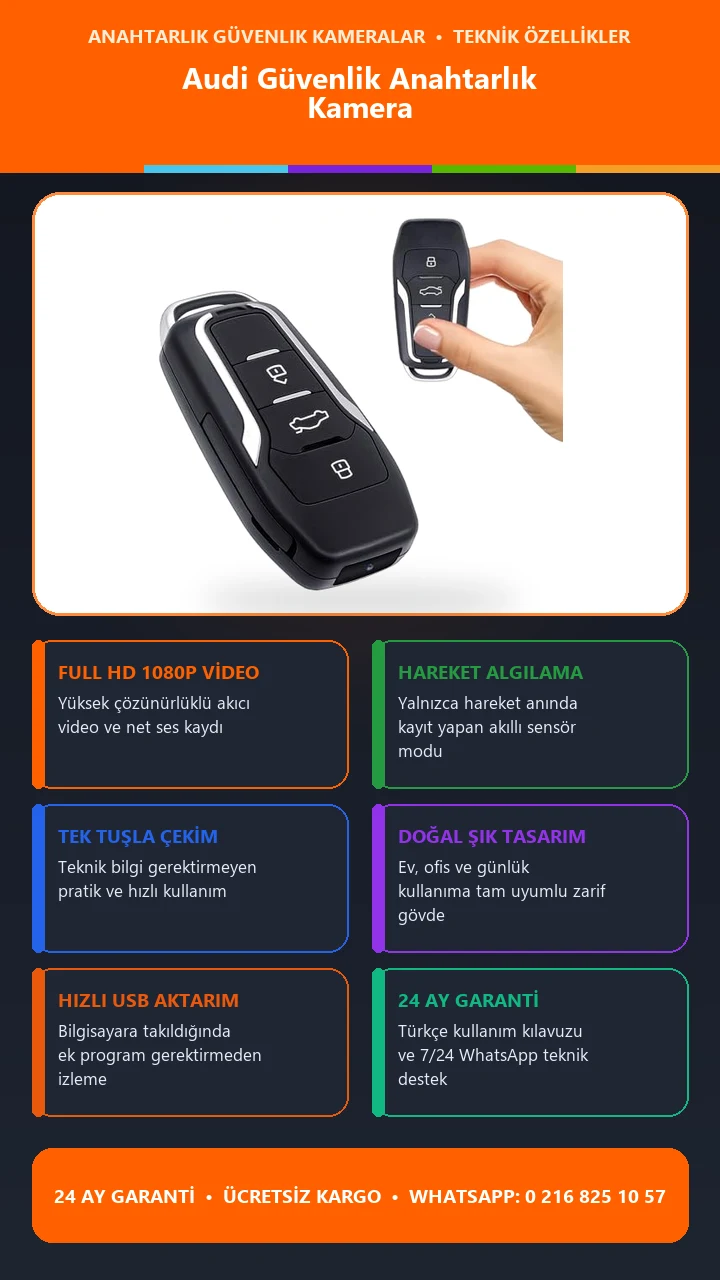 ANAHTARLIK GÜVENLIK KAMERALAR • TEKNİK ÖZELLİKLER
Audi Güvenlik Anahtarlık
Kamera
FULL HD 1080P VİDEO
Yüksek çözünürlüklü akıcı
video ve net ses kaydı
HAREKET ALGILAMA
Yalnızca hareket anında
kayıt yapan akıllı sensör
modu
TEK TUŞLA ÇEKİM
Teknik bilgi gerektirmeyen
pratik ve hızlı kullanım
DOĞAL ŞIK TASARIM
Ev, ofis ve günlük
kullanıma tam uyumlu zarif
gövde
HIZLI USB AKTARIM
Bilgisayara takıldığında
ek program gerektirmeden
izleme
24 AY GARANTİ
Türkçe kullanım kılavuzu
ve 7/24 WhatsApp teknik
destek
24 AY GARANTİ • ÜCRETSİZ KARGO • WHATSAPP: 0 216 825 10 57